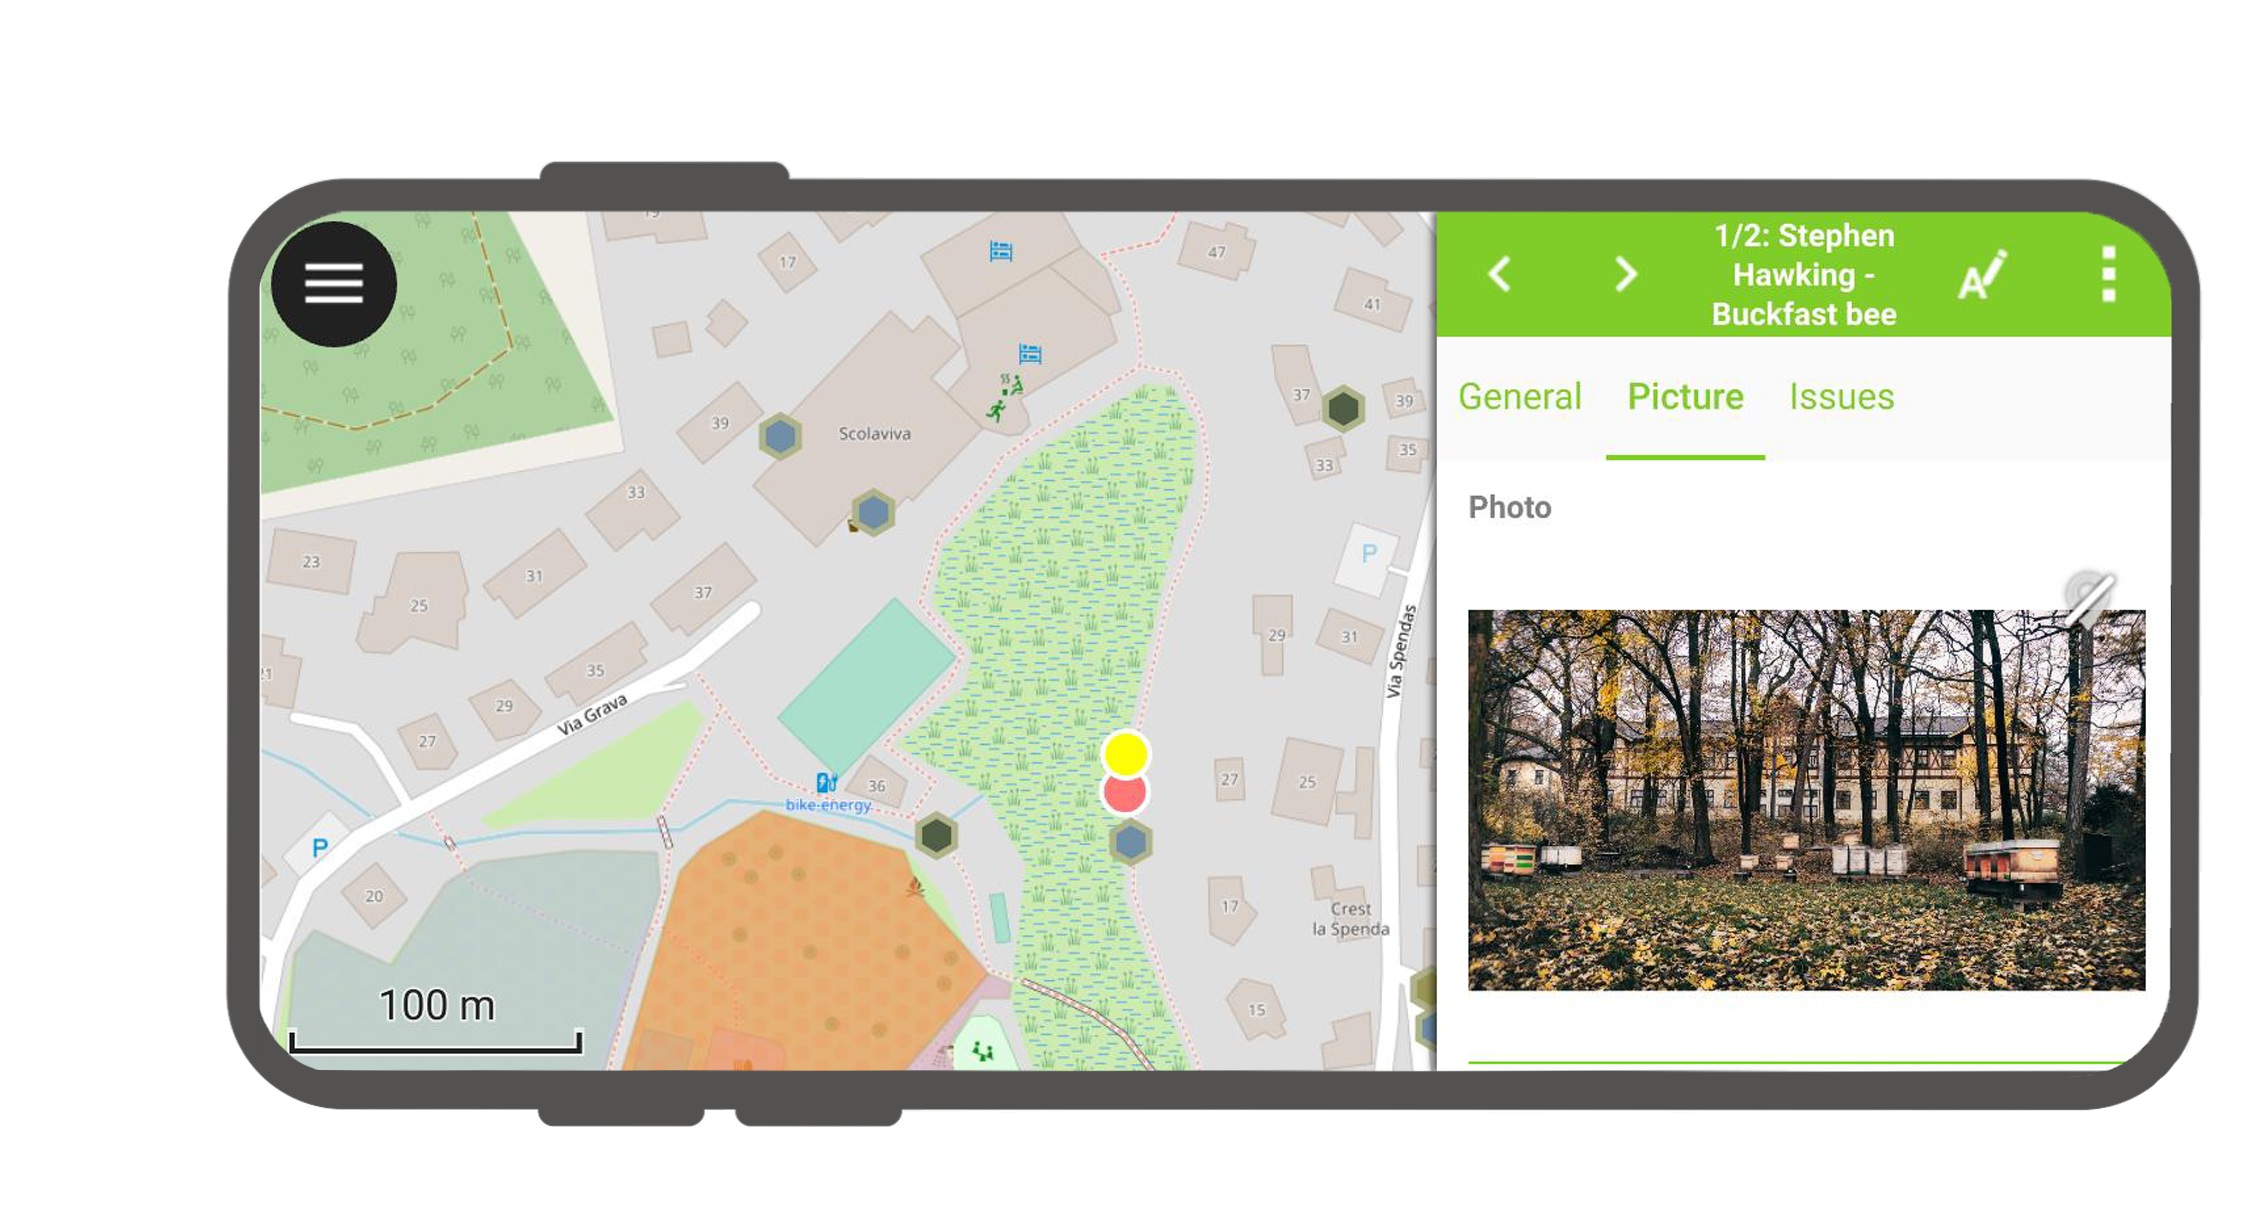 19
17
47
41
37
39
35
33
39
Scolaviva
33
23
31
25
37
P
29
31
Via Spendas
35
29
Via Grava
27
27
25
36
bike-energy
P
20
17
Crest
la Spenda
15
100 m
1/2: Stephen
Hawking -
Buckfast bee
A
General Picture Issues
Photo